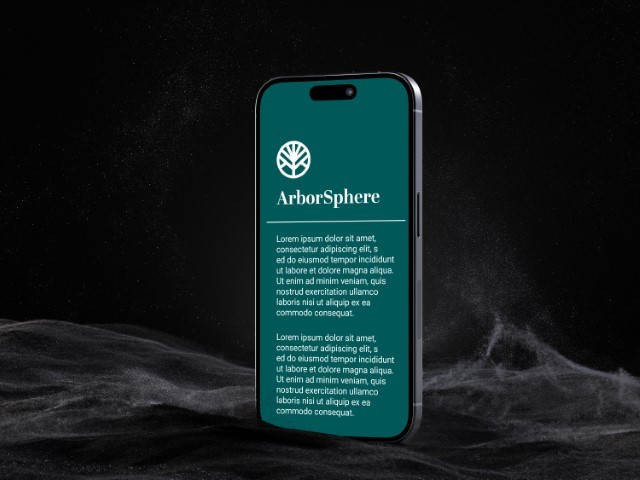 ArborSphere
Lorem ipsum dolor sit amet,
consectetur adipiscing elit, s
ed do eiusmod tempor incididunt
ut labore et dolore magna aliqua.
Ut enim ad minim veniam, quis
nostrud exercitation ullamco
laboris nisi ut aliquip ex ea
commodo consequat.
Lorem ipsum dolor sit amet,
consectetur adipiscing elit, s
ed do eiusmod tempor incididunt
ut labore et dolore magna aliqua.
Ut enim ad minim veniam, quis
nostrud exercitation ullamco
laboris nisi ut aliquip ex ea
commodo consequat.